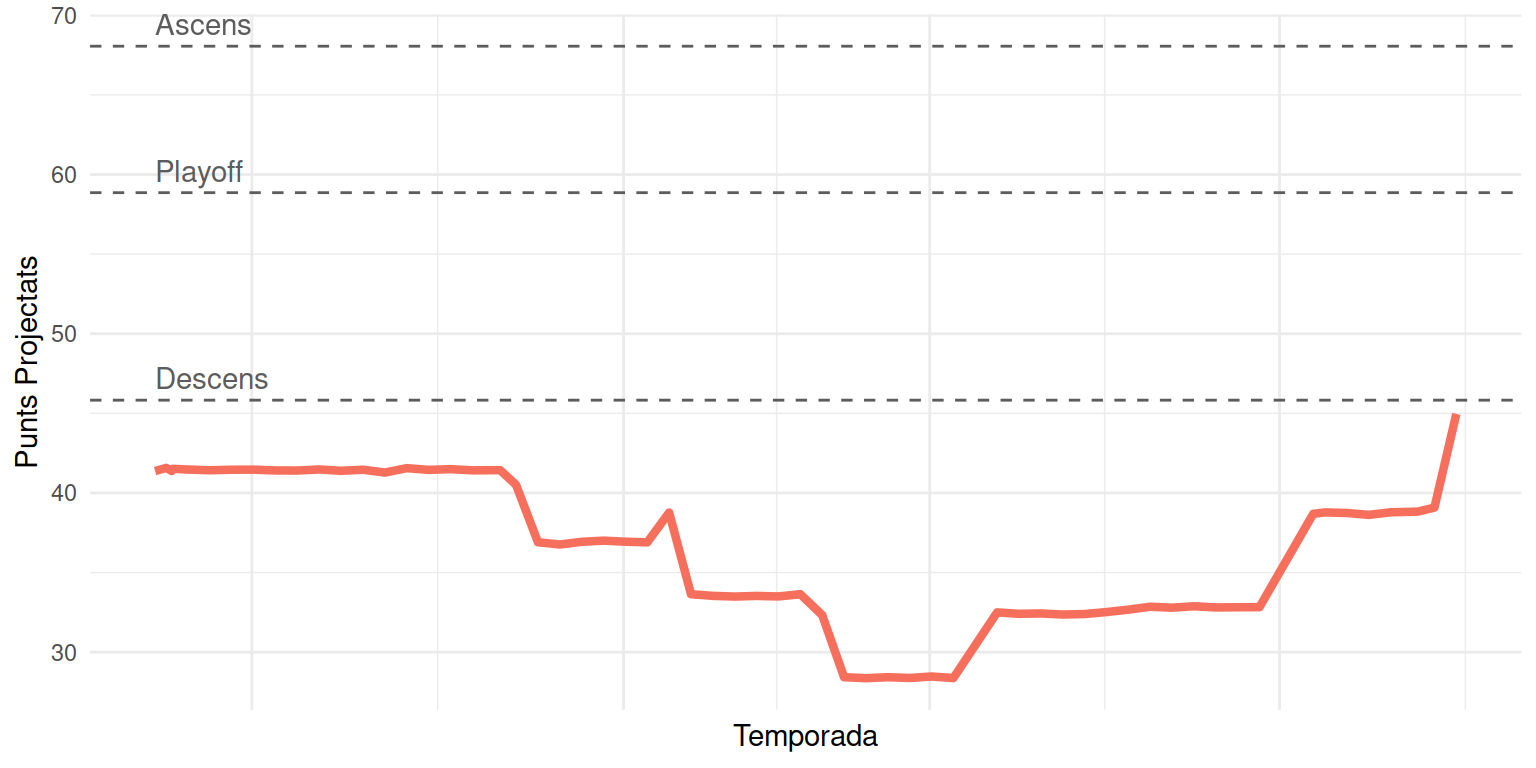 Punts Projectats
70
60
50
40
30
Ascens
Playoff
Descens
Temporada